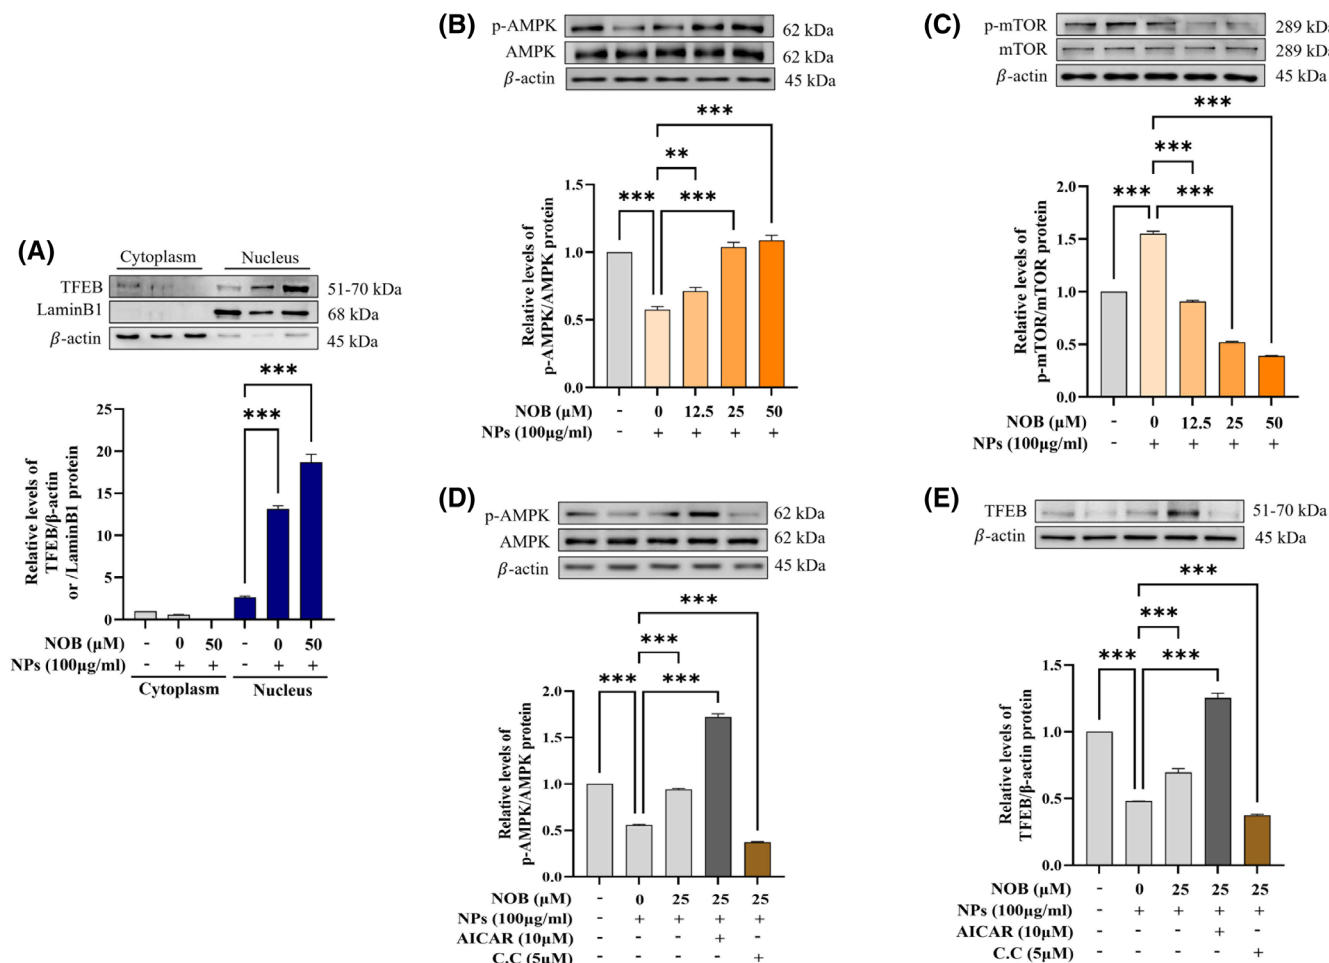 (A)
Cytoplasm Nucleus
TFEB 51-70 kDa
LaminB1 68 kDa
β-actin 45 kDa
***
***
Relative levels of
TFEB/β-actin
or /LaminB1 protein
25
20
15
10
5
0
NOB (μM) - 0 50 - 0 50
NPs (100μg/ml) - + + - + +
Cytoplasm Nucleus
(B)
p-AMPK 62 kDa
AMPK 62 kDa
β-actin 45 kDa
***
**
*** ***
Relative levels of
p-AMPK/AMPK protein
1.5
1.0
0.5
0.0
NOB (μM) - 0 12.5 25 50
NPs (100μg/ml) - + + + +
(C)
p-mTOR 289 kDa
mTOR 289 kDa
β-actin 45 kDa
***
***
*** ***
Relative levels of
p-mTOR/mTOR protein
2.0
1.5
1.0
0.5
0.0
NOB (μM) - 0 12.5 25 50
NPs (100μg/ml) - + + + +
(D)
p-AMPK 62 kDa
AMPK 62 kDa
β-actin 45 kDa
***
***
*** ***
Relative levels of
p-AMPK/AMPK protein
2.0
1.5
1.0
0.5
0.0
NOB (μM) - 0 25 25 25
NPs (100μg/ml) - + + + +
AICAR (10μM) - - - + -
C.C (5μM) - - - - +
(E)
TFEB 51-70 kDa
β-actin 45 kDa
***
***
*** ***
Relative levels of
TFEB/β-actin protein
1.5
1.0
0.5
0.0
NOB (μM) - 0 25 25 25
NPs (100μg/ml) - + + + +
AICAR (10μM) - - - + -
C.C (5μM) - - - - +